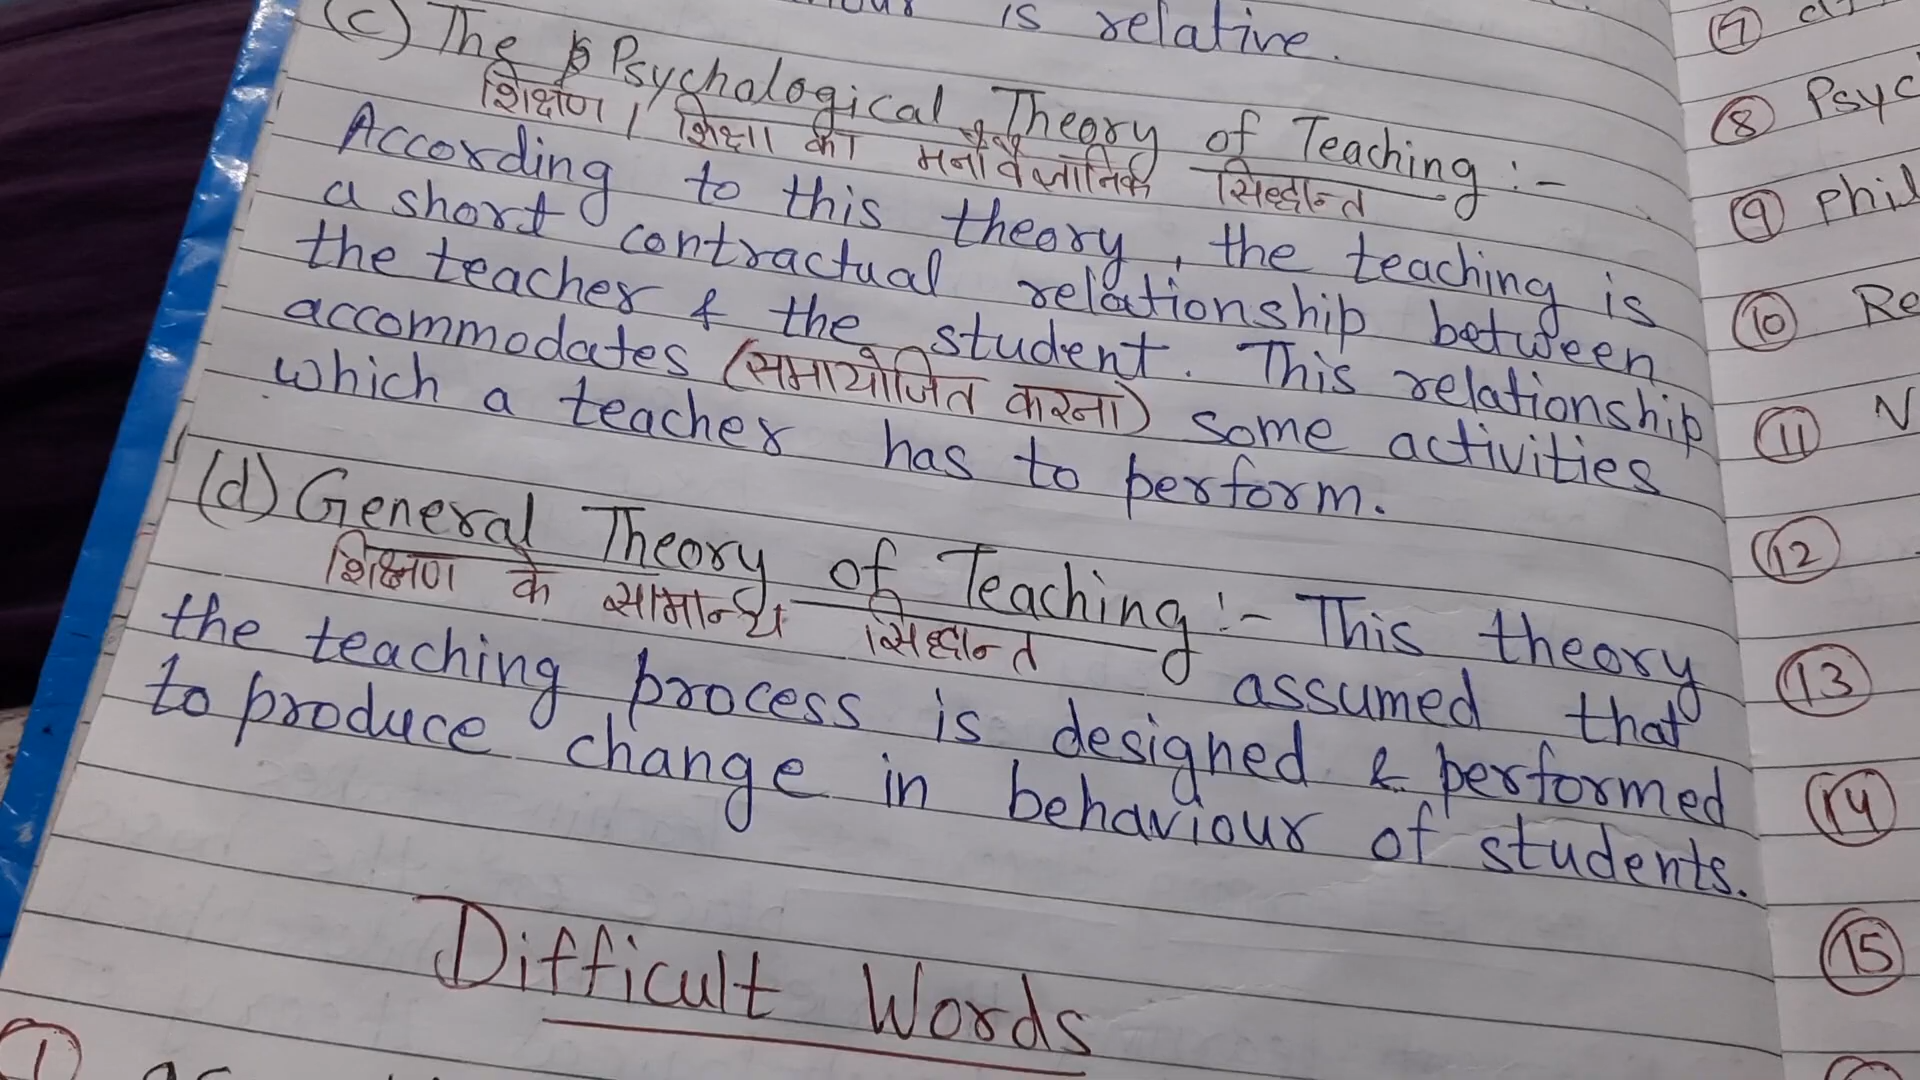 is relative.
(c) The Psychological Theory of Teaching :-
शिक्षण / शिक्षा का मनोवैज्ञानिक सिद्धान्त
According to this theory, the teaching is
a short contractual relationship between
the teacher & the student. This relationship
accommodates (समायोजित करना) some activities
which a teacher has to perform.
(d) General Theory of Teaching :- This theory
शिक्षण के सामान्य सिद्धान्त
assumed that
the teaching process is designed & performed
to produce change in behaviour of students.
Difficult Words
1
7
8 Psyc
9 Phil
10 Re
11 N
12
13
14
15